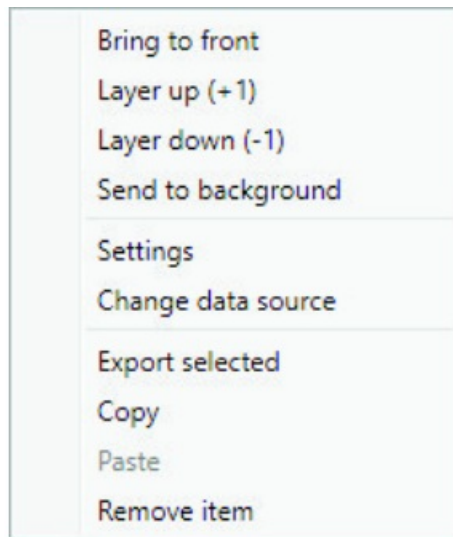 Bring to front
Layer up (+1)
Layer down (-1)
Send to background
Settings
Change data source
Export selected
Copy
Paste
Remove item